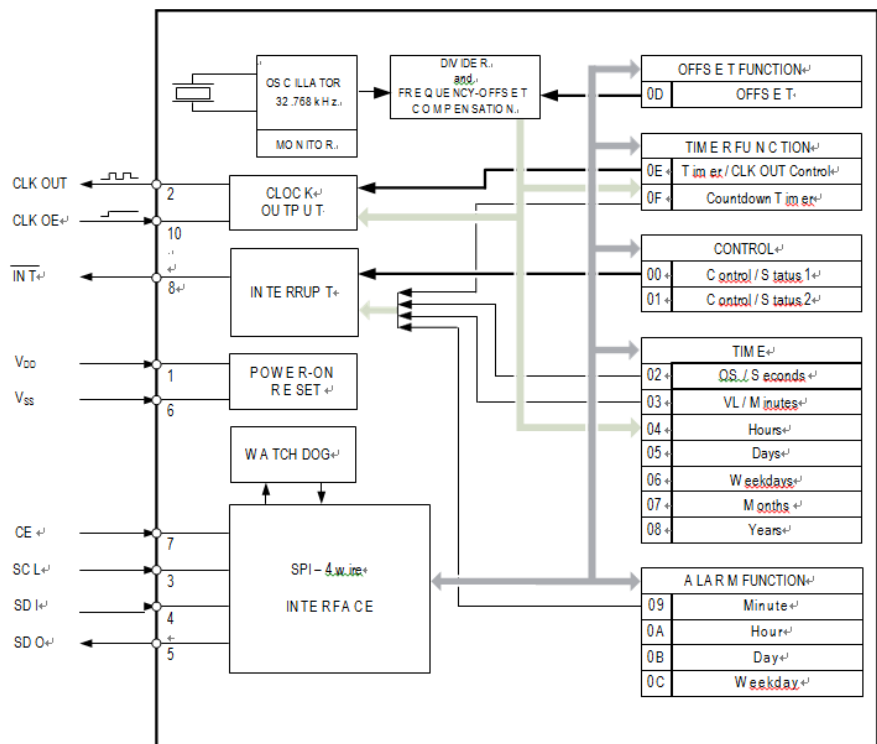 OSCILLATOR
32.768 kHz.
MONITOR.
DIVIDER.
and
FREQUENCY-OFFSET
COMPENSATION.
OFFSET FUNCTION↵
0D OFFSET↵
TIMER FUNCTION↵
0E↵ Timer / CLK OUT Control↵
0F↵ Countdown Timer↵
CLK OUT
2
CLK OE↵
10
CLOCK↵
OUTPUT.
INT↵
8↵
INTERRUPT↵
CONTROL↵
00↵ Control / Status 1↵
01↵ Control / Status 2↵
VDD
1
VSS
6
POWER-ON
RESET↵
TIME↵
02↵ OS / Seconds↵
03↵ VL / Minutes↵
04↵ Hours↵
05↵ Days↵
06↵ Weekdays↵
07↵ Months ↵
08↵ Years↵
WATCH DOG↵
CE ↵
7
SCL↵
3
SDI↵
4
SDO↵
5
SPI – 4wire↵
INTERFACE
ALARM FUNCTION↵
09 Minute↵
0A Hour↵
0B Day↵
0C Weekday↵